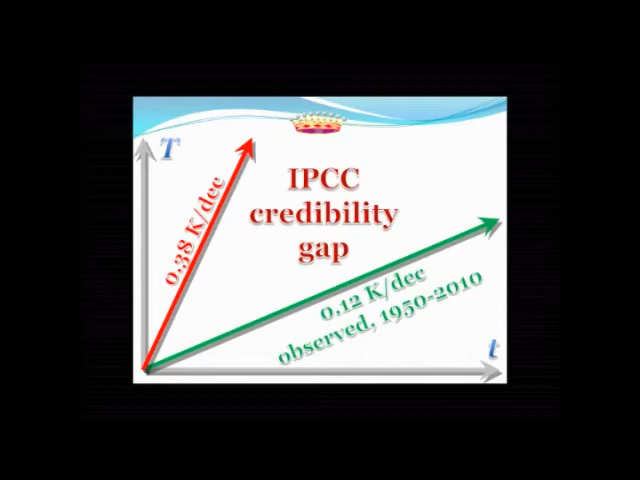 T
IPCC
credibility
gap
0.38 K/dec
0.12 K/dec
observed, 1950-2010
t